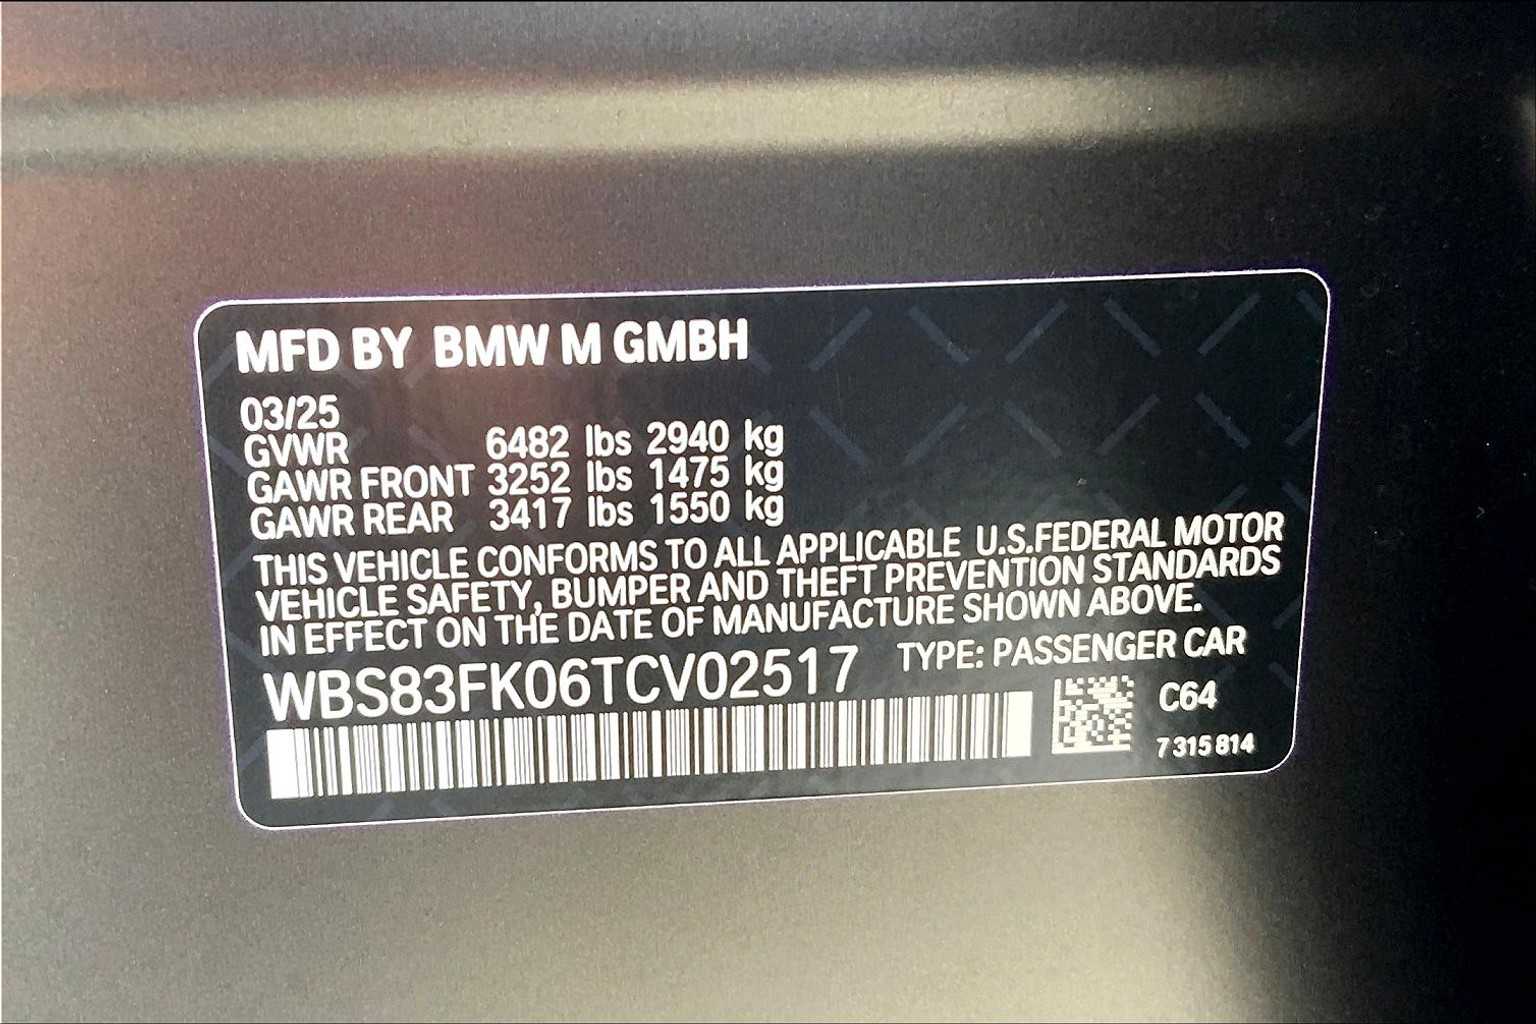 MFD BY BMW M GMBH
03/25
GVWR 6482 lbs 2940 kg
GAWR FRONT 3252 lbs 1475 kg
GAWR REAR 3417 lbs 1550 kg
THIS VEHICLE CONFORMS TO ALL APPLICABLE U.S.FEDERAL MOTOR
VEHICLE SAFETY, BUMPER AND THEFT PREVENTION STANDARDS
IN EFFECT ON THE DATE OF MANUFACTURE SHOWN ABOVE.
WBS83FK06TCV02517 TYPE: PASSENGER CAR
C64
7 315 814